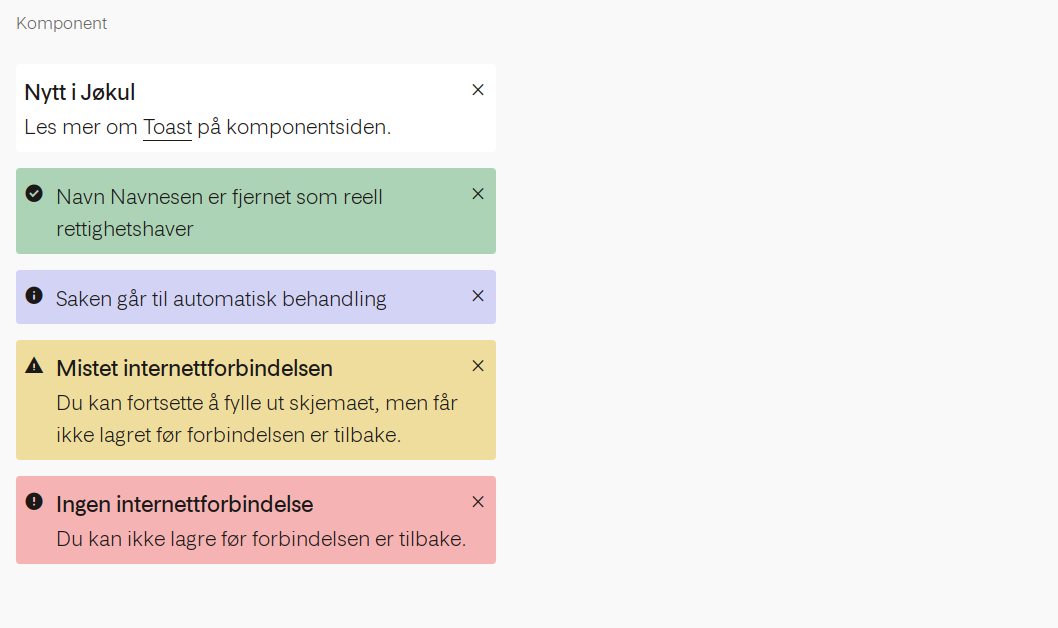 Komponent
Nytt i Jøkul
Les mer om Toast på komponentsiden.
Navn Navnesen er fjernet som reell
rettighetshaver
Saken går til automatisk behandling
Mistet internettforbindelsen
Du kan fortsette å fylle ut skjemaet, men får
ikke lagret før forbindelsen er tilbake.
Ingen internettforbindelse
Du kan ikke lagre før forbindelsen er tilbake.